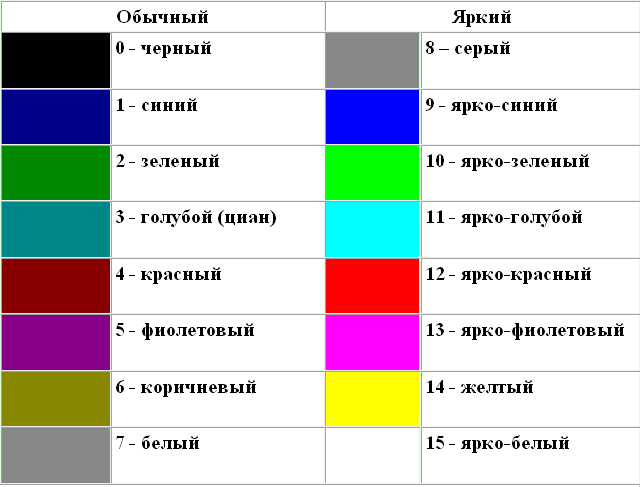 Обычный Яркий
0 - черный 8 – серый
1 - синий 9 - ярко-синий
2 - зеленый 10 - ярко-зеленый
3 - голубой (циан) 11 - ярко-голубой
4 - красный 12 - ярко-красный
5 - фиолетовый 13 - ярко-фиолетовый
6 - коричневый 14 - желтый
7 - белый 15 - ярко-белый